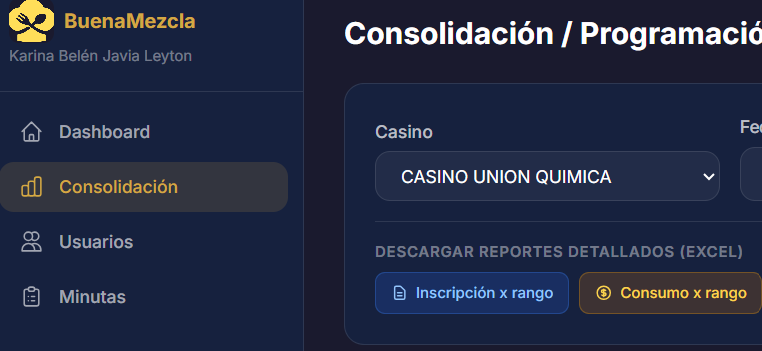 BuenaMezcla
Karina Belén Javia Leyton
Dashboard
Consolidación
Usuarios
Minutas
Consolidación / Programació
Casino
Fec
CASINO UNION QUIMICA
DESCARGAR REPORTES DETALLADOS (EXCEL)
Inscripción x rango
Consumo x rango